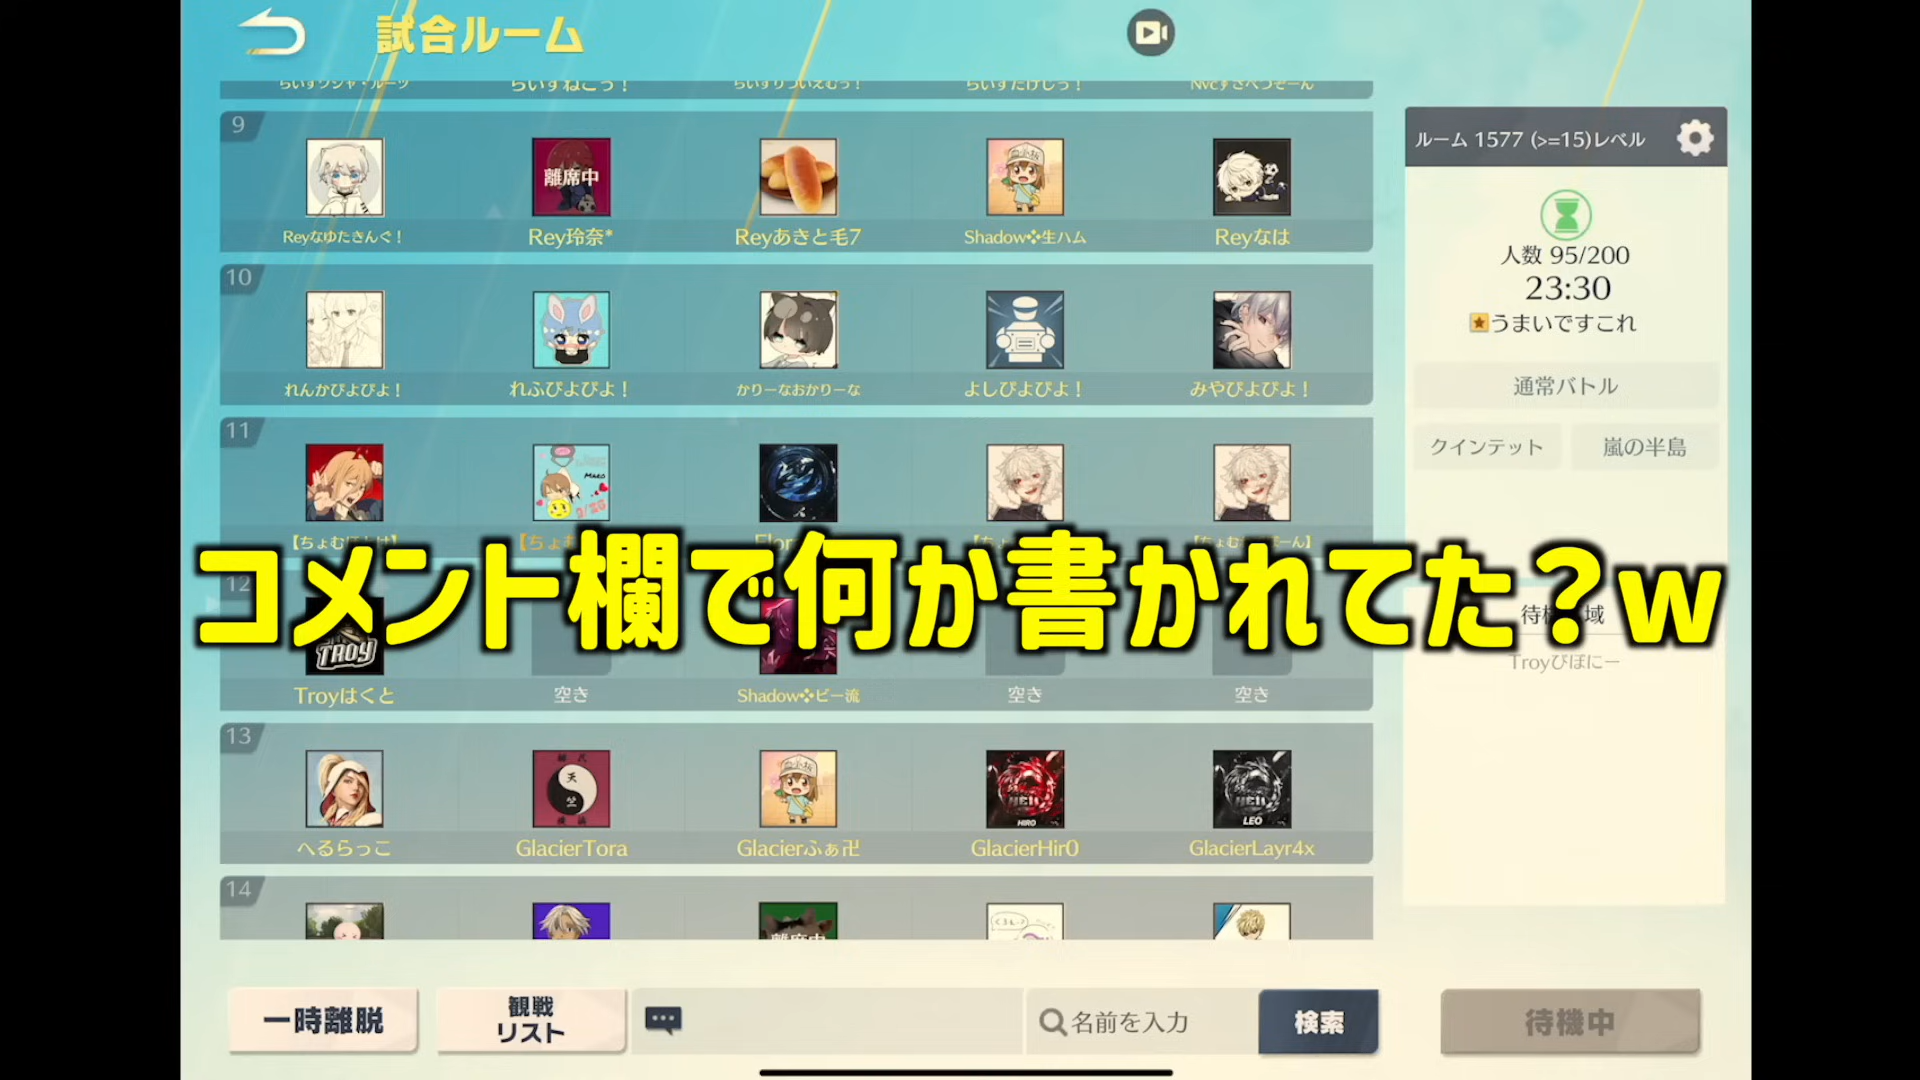 試合ルーム
9
Reyなゆたきんぐ！
離席中
Rey玲奈*
Reyあきと毛7
Shadow❖生ハム
Reyなは
10
れんかぴよぴよ！
れふぴよぴよ！
かりーなおかりーな
よしぴよぴよ！
みやぴよぴよ！
11
コメント欄で何か書かれてた？w
12
TROY
Troyはくと
空き
Shadow❖ビー流
空き
空き
13
へるらっこ
GlacierTora
Glacierふぁ卍
HIRO
GlacierHir0
LEO
GlacierLayr4x
14
離席中
ルーム 1577 (>=15)レベル
人数 95/200
23:30
うまいですこれ
通常バトル
クインテット
嵐の半島
Troyぴぽにー
一時離脱
観戦
リスト
名前を入力
検索
待機中